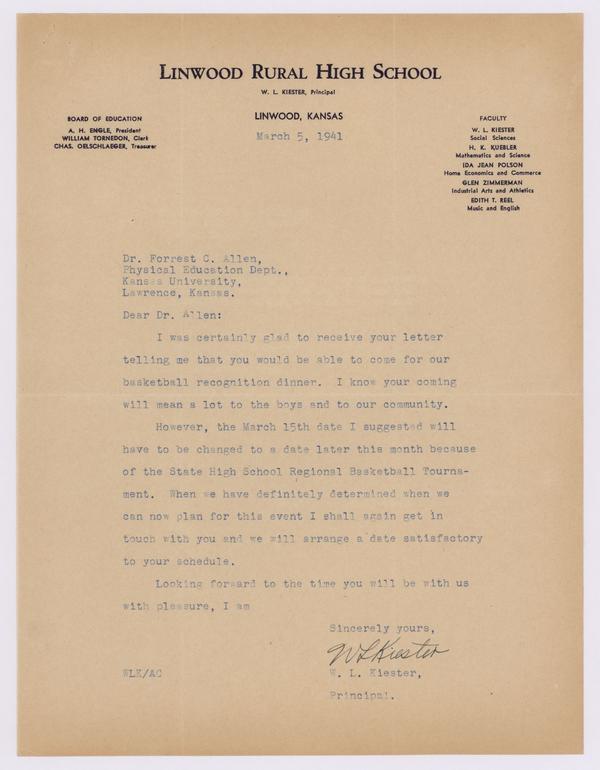 LINWOOD RURAL HIGH SCHOOL
W. L. KIESTER, Principal
LINWOOD, KANSAS
March 5, 1941
BOARD OF EDUCATION
A. H. ENGLE, President
WILLIAM TORNEDON, Clerk
CHAS. OELSCHLAEGER, Treasurer
FACULTY
W. L. KIESTER
Social Sciences
H. K. KUEBLER
Mathematics and Science
IDA JEAN POLSON
Home Economics and Commerce
GLEN ZIMMERMAN
Industrial Arts and Athletics
EDITH T. REEL
Music and English
Dr. Forrest C. Allen,
Physical Education Dept.,
Kansas University,
Lawrence, Kansas.
Dear Dr. Allen:
I was certainly glad to receive your letter
telling me that you would be able to come for our
basketball recognition dinner. I know your coming
will mean a lot to the boys and to our community.
However, the March 15th date I suggested will
have to be changed to a date later this month because
of the State High School Regional Basketball Tourna-
ment. When we have definitely determined when we
can now plan for this event I shall again get in
touch with you and we will arrange a date satisfactory
to your schedule.
Looking forward to the time you will be with us
with pleasure, I am
Sincerely yours,
W L Kiester
W. L. Kiester,
Principal.
WLK/AC